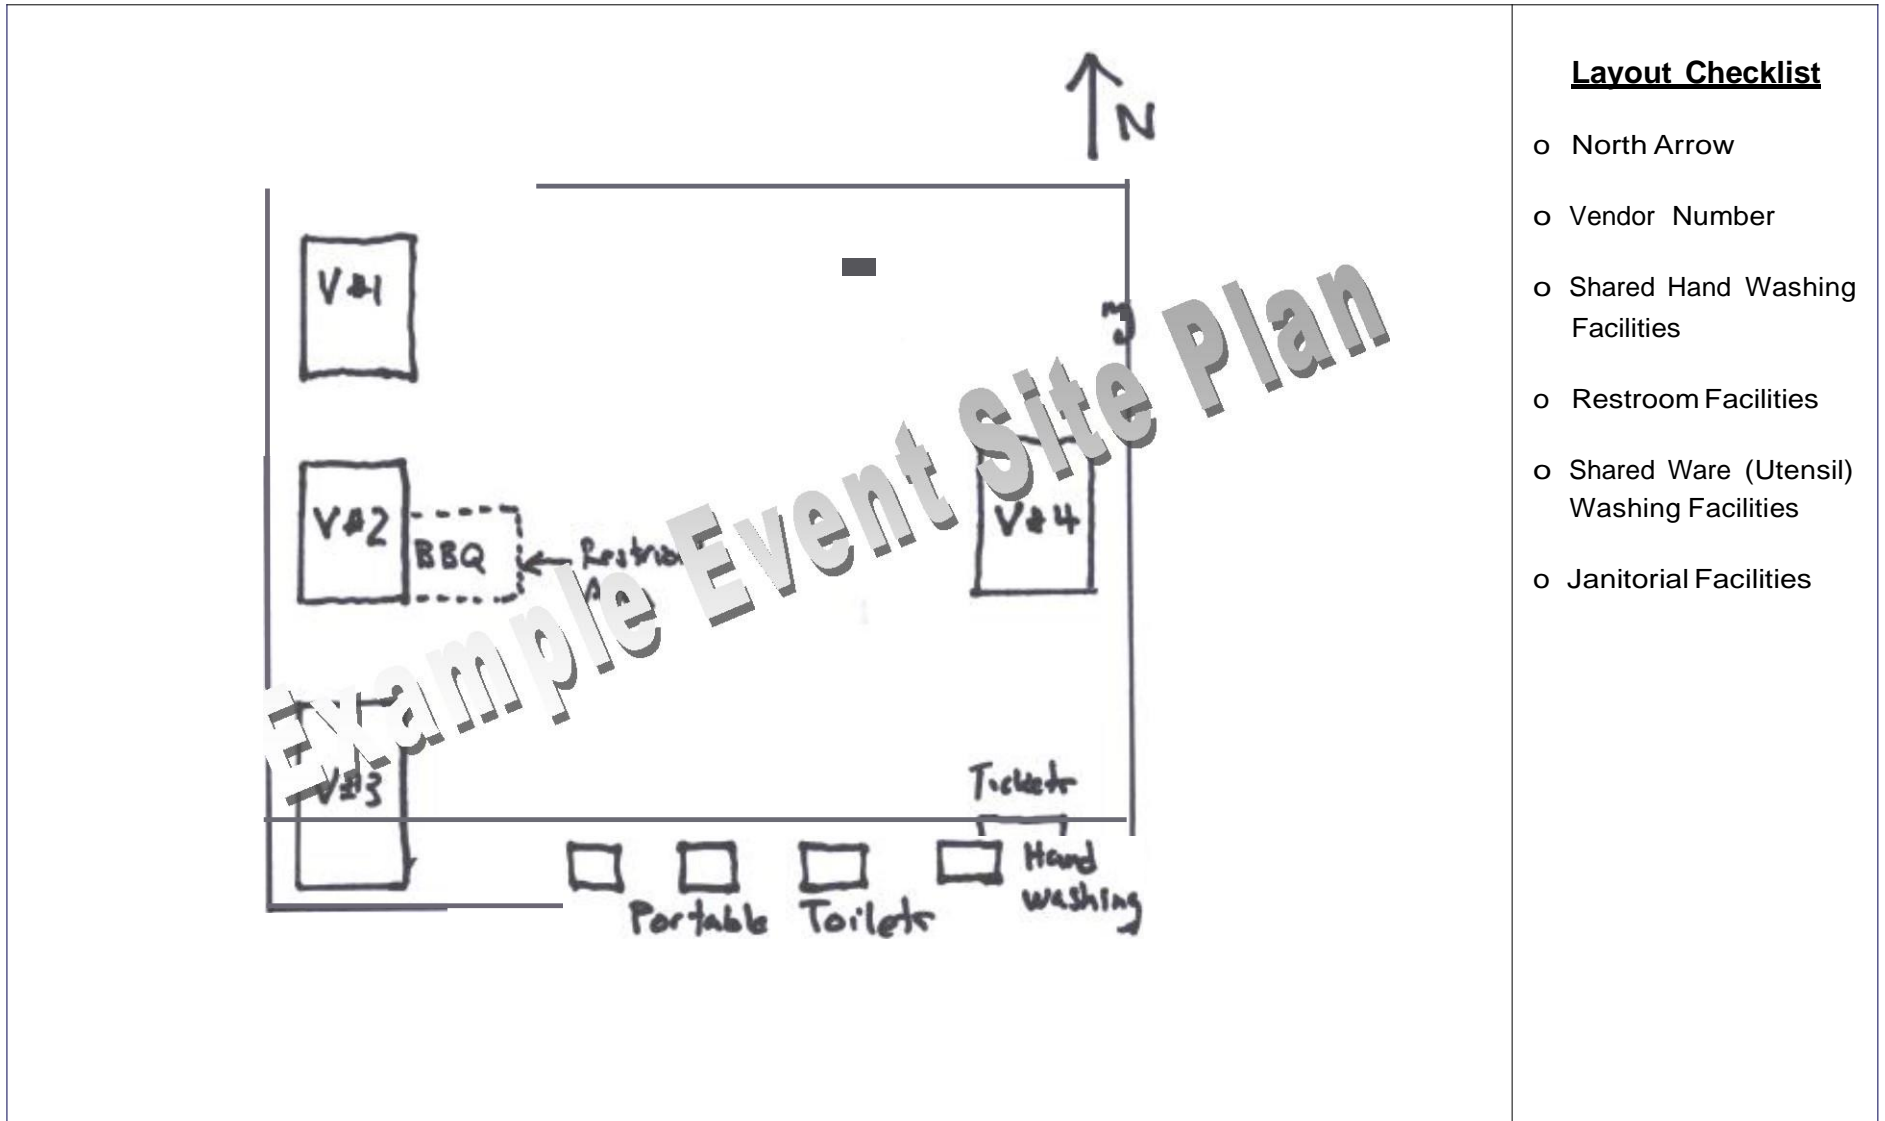 N
V#1
V#2
BBQ
V#4
Example Event Site Plan
V#3
Tickets
Hand
washing
Portable Toilets
Layout Checklist
o North Arrow
o Vendor Number
o Shared Hand Washing
Facilities
o Restroom Facilities
o Shared Ware (Utensil)
Washing Facilities
o Janitorial Facilities